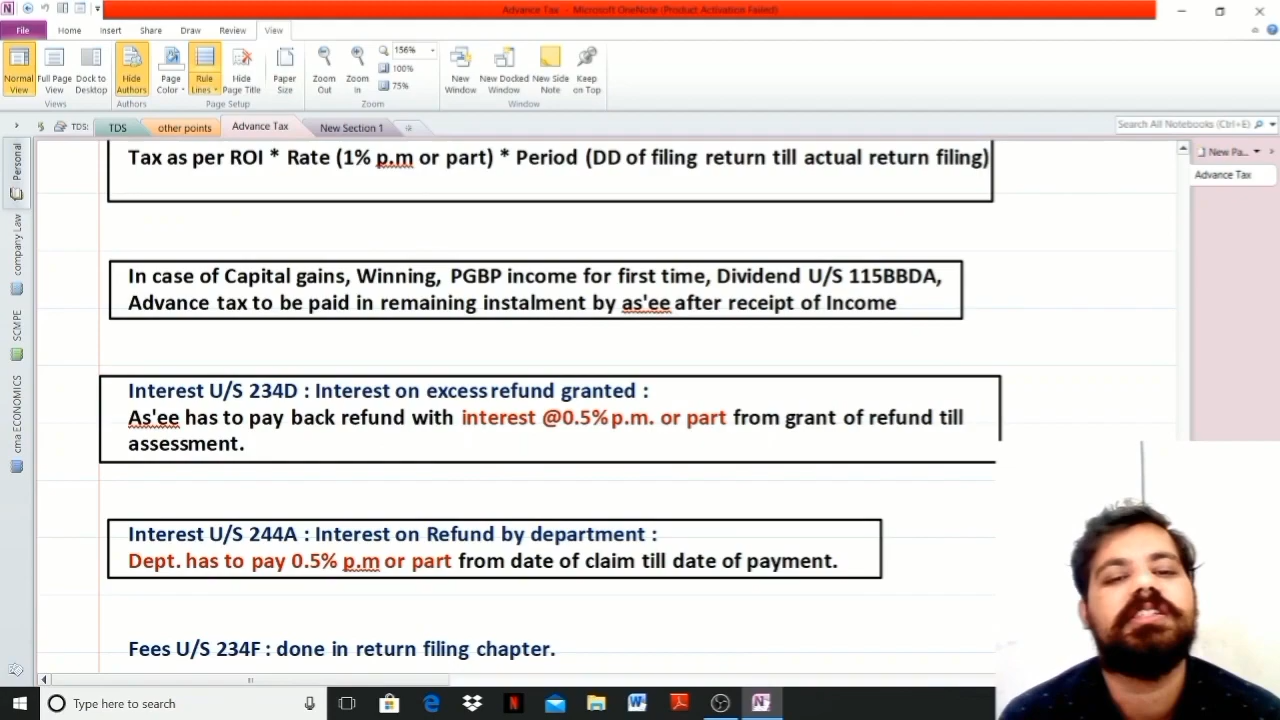 Advance Tax - Microsoft OneNote (Product Activation Failed)
File Home Insert Share Draw Review View
Normal View
Full Page View
Dock to Desktop
Hide Authors
Page Color
Rule Lines
Hide Page Title
Paper Size
Zoom Out
Zoom In
156%
100%
75%
New Window
New Docked Window
New Side Note
Keep on Top
Views Authors Page Setup Zoom Window
TDS: TDS other points Advance Tax New Section 1
Search All Notebooks (Ctrl+E)
New Pa...
Advance Tax
Personal
company Law
SCMPE
cma ECONOMICS
Tax as per ROI * Rate (1% p.m or part) * Period (DD of filing return till actual return filing)
In case of Capital gains, Winning, PGBP income for first time, Dividend U/S 115BBDA,
Advance tax to be paid in remaining instalment by as'ee after receipt of Income
Interest U/S 234D : Interest on excess refund granted :
As'ee has to pay back refund with interest @0.5% p.m. or part from grant of refund till
assessment.
Interest U/S 244A : Interest on Refund by department :
Dept. has to pay 0.5% p.m or part from date of claim till date of payment.
Fees U/S 234F : done in return filing chapter.
Type here to search